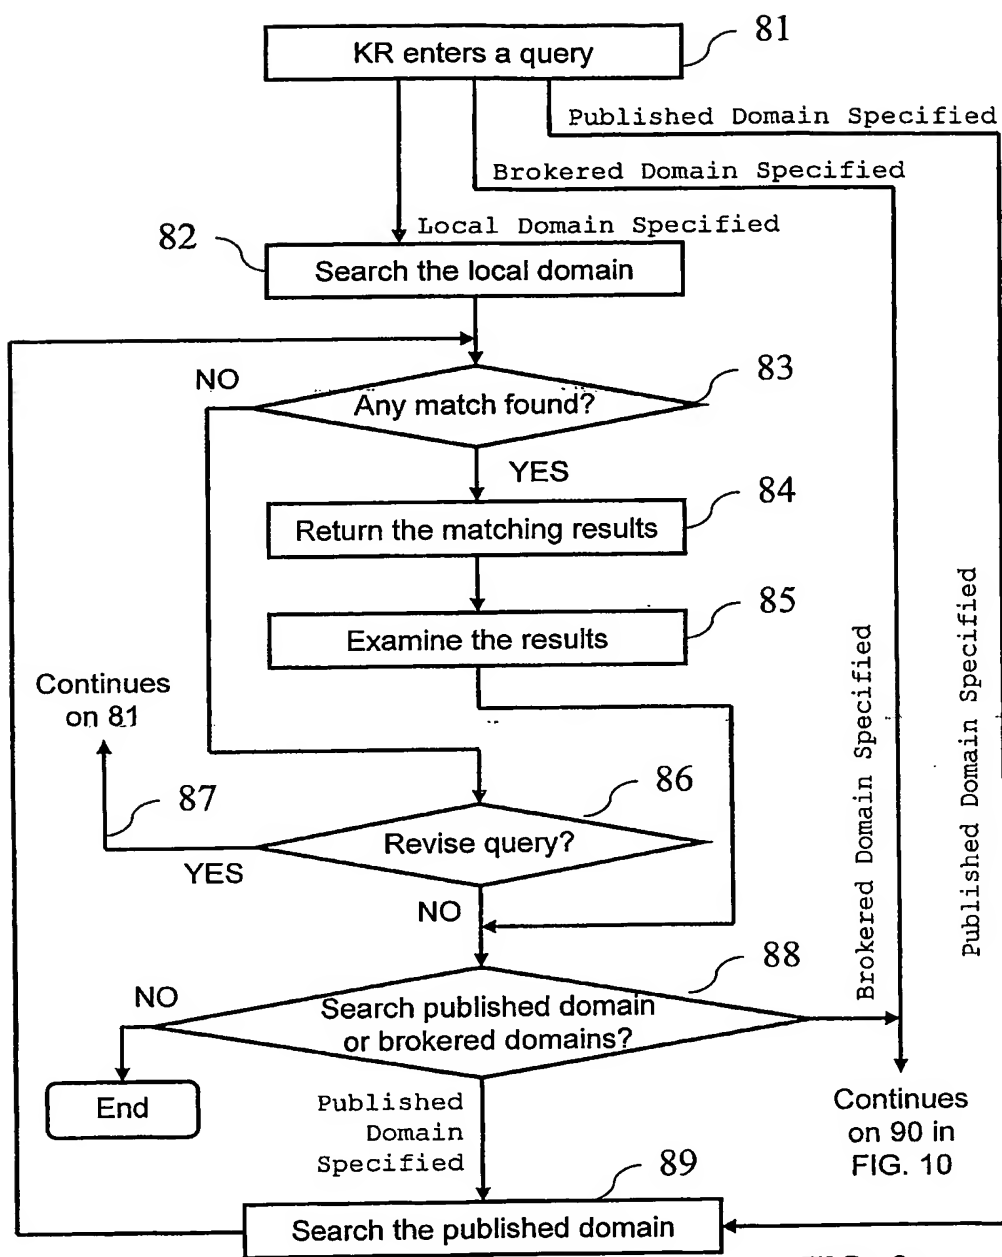 81
KR enters a query
Published Domain Specified
Brokered Domain Specified
Local Domain Specified
82
Search the local domain
NO
83
Any match found?
YES
84
Return the matching results
85
Examine the results
Continues
on 81
87
86
Revise query?
YES
NO
Brokered Domain Specified
Published Domain Specified
88
NO
Search published domain
or brokered domains?
End
Published
Domain
Specified
Continues
on 90 in
FIG. 10
89
Search the published domain